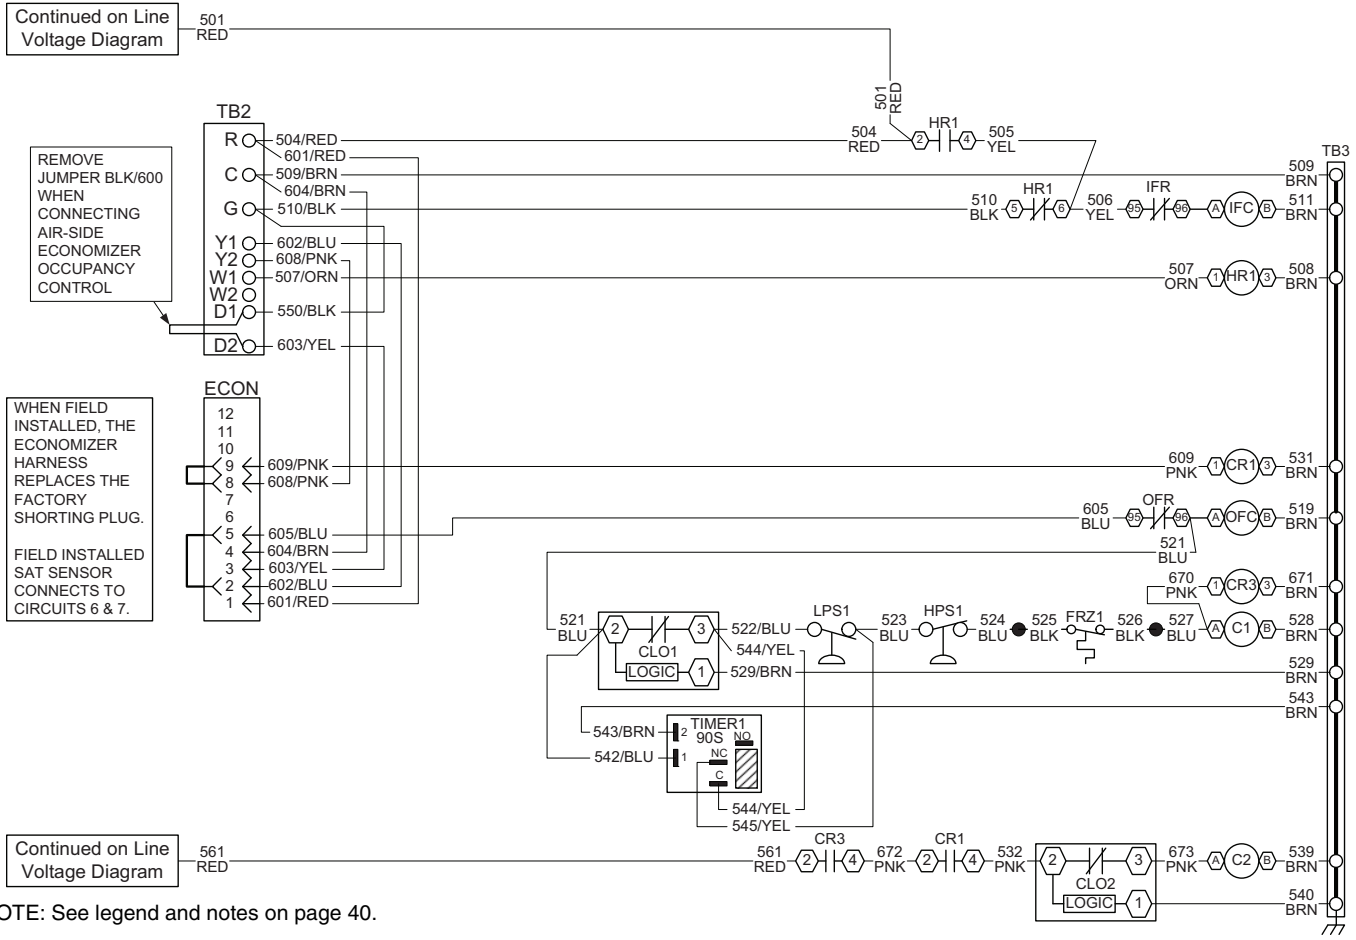 Continued on Line
Voltage Diagram
501
RED
501
RED
TB2
REMOVE
JUMPER BLK/600
WHEN
CONNECTING
AIR-SIDE
ECONOMIZER
OCCUPANCY
CONTROL
R
504/RED
601/RED
C
509/BRN
604/BRN
G
510/BLK
Y1
602/BLU
Y2
608/PNK
W1
507/ORN
W2
D1
550/BLK
D2
603/YEL
504
RED
2
HR1
4
505
YEL
TB3
509
BRN
510
BLK
5
HR1
6
506
YEL
95
IFR
96
A
IFC
B
511
BRN
507
ORN
1
HR1
3
508
BRN
ECON
WHEN FIELD
INSTALLED, THE
ECONOMIZER
HARNESS
REPLACES THE
FACTORY
SHORTING PLUG.
FIELD INSTALLED
SAT SENSOR
CONNECTS TO
CIRCUITS 6 & 7.
12
11
10
9
609/PNK
8
608/PNK
7
6
5
605/BLU
4
604/BRN
3
603/YEL
2
602/BLU
1
601/RED
609
PNK
1
CR1
3
531
BRN
605
BLU
95
OFR
96
A
OFC
B
519
BRN
521
BLU
670
PNK
1
CR3
3
671
BRN
521
BLU
2
CLO1
3
522/BLU
544/YEL
LOGIC
1
529/BRN
LPS1
523
BLU
HPS1
524
BLU
525
BLK
FRZ1
526
BLK
527
BLU
A
C1
B
528
BRN
529
BRN
543
BRN
543/BRN
2
TIMER1
90S
NO
542/BLU
1
NC
C
544/YEL
545/YEL
Continued on Line
Voltage Diagram
561
RED
561
RED
2
CR3
4
672
PNK
2
CR1
4
532
PNK
2
CLO2
3
LOGIC
1
673
PNK
A
C2
B
539
BRN
540
BRN
OTE: See legend and notes on page 40.